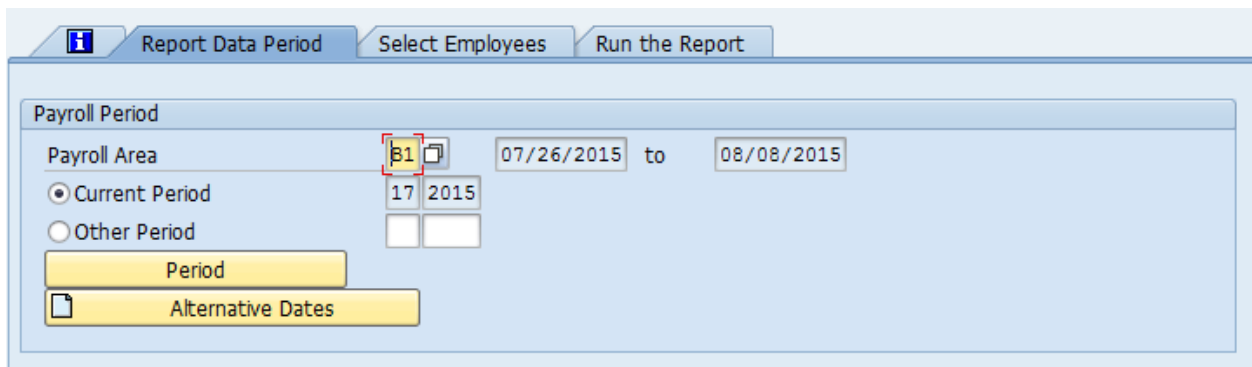 i Report Data Period Select Employees Run the Report
Payroll Period
Payroll Area B1 07/26/2015 to 08/08/2015
Current Period 17 2015
Other Period
Period
Alternative Dates